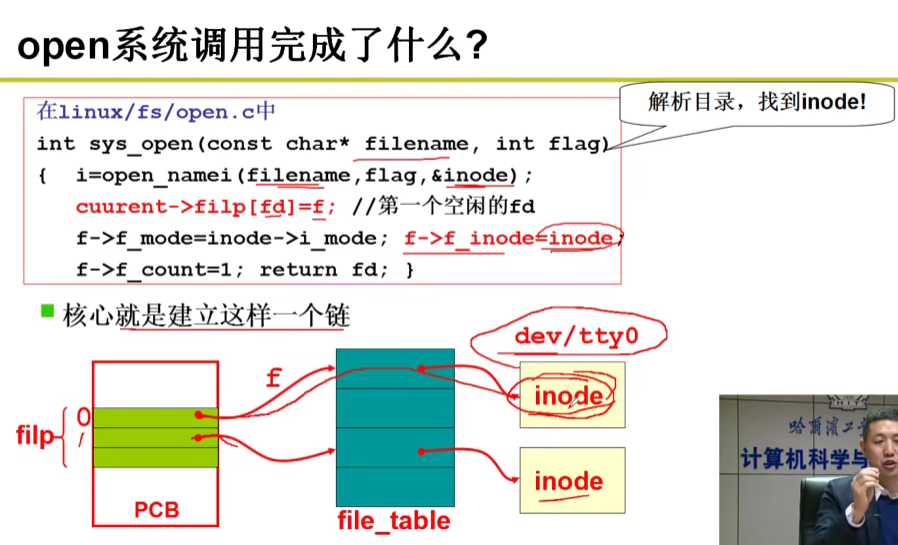 open系统调用完成了什么?
解析目录，找到inode!
在linux/fs/open.c中
int sys_open(const char* filename, int flag)
{ i=open_namei(filename,flag,&inode);
cuurent->filp[fd]=f; //第一个空闲的fd
f->f_mode=inode->i_mode; f->f_inode=inode;
f->f_count=1; return fd; }
核心就是建立这样一个链
dev/tty0
f
inode
0
filp
1
inode
PCB
file_table
哈尔滨工
计算机科学与